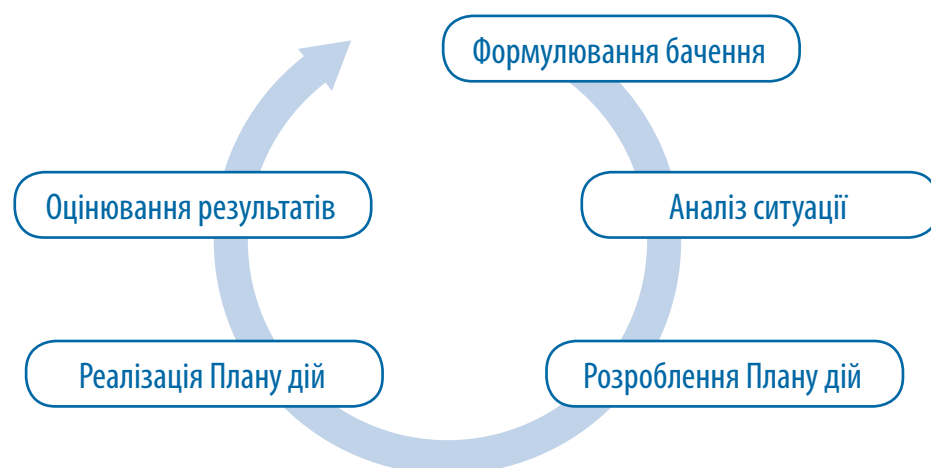 Формулювання бачення
Аналіз ситуації
Розроблення Плану дій
Реалізація Плану дій
Оцінювання результатів